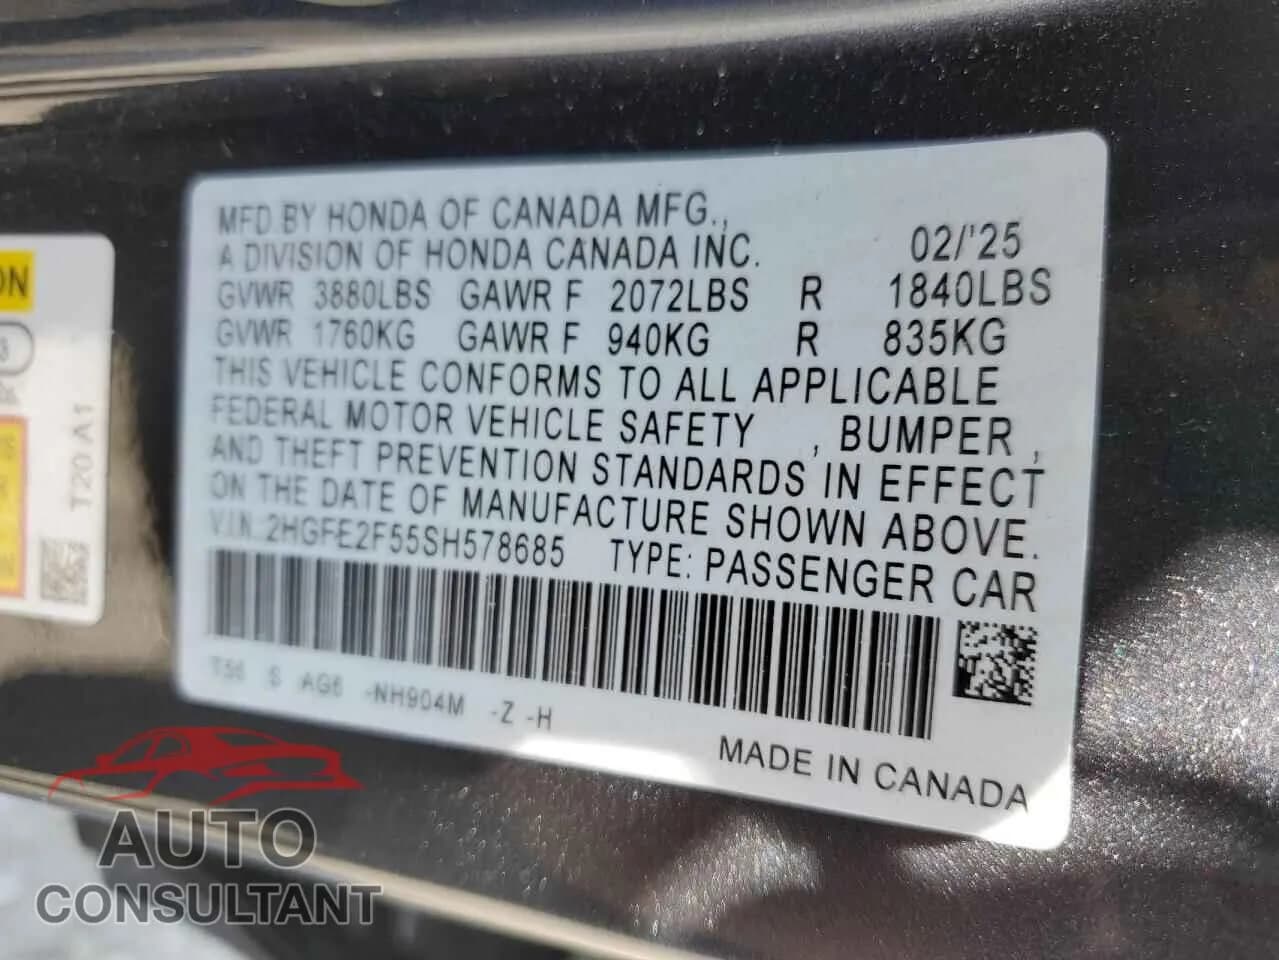 MFD BY HONDA OF CANADA MFG.,
A DIVISION OF HONDA CANADA INC. 02/'25
GVWR 3880LBS GAWR F 2072LBS R 1840LBS
GVWR 1760KG GAWR F 940KG R 835KG
THIS VEHICLE CONFORMS TO ALL APPLICABLE
FEDERAL MOTOR VEHICLE SAFETY , BUMPER ,
AND THEFT PREVENTION STANDARDS IN EFFECT
ON THE DATE OF MANUFACTURE SHOWN ABOVE.
V.I.N: 2HGFE2F55SH578685 TYPE: PASSENGER CAR
S AG6 -NH904M -Z -H
MADE IN CANADA
ON
T20 A1
AUTO
CONSULTANT